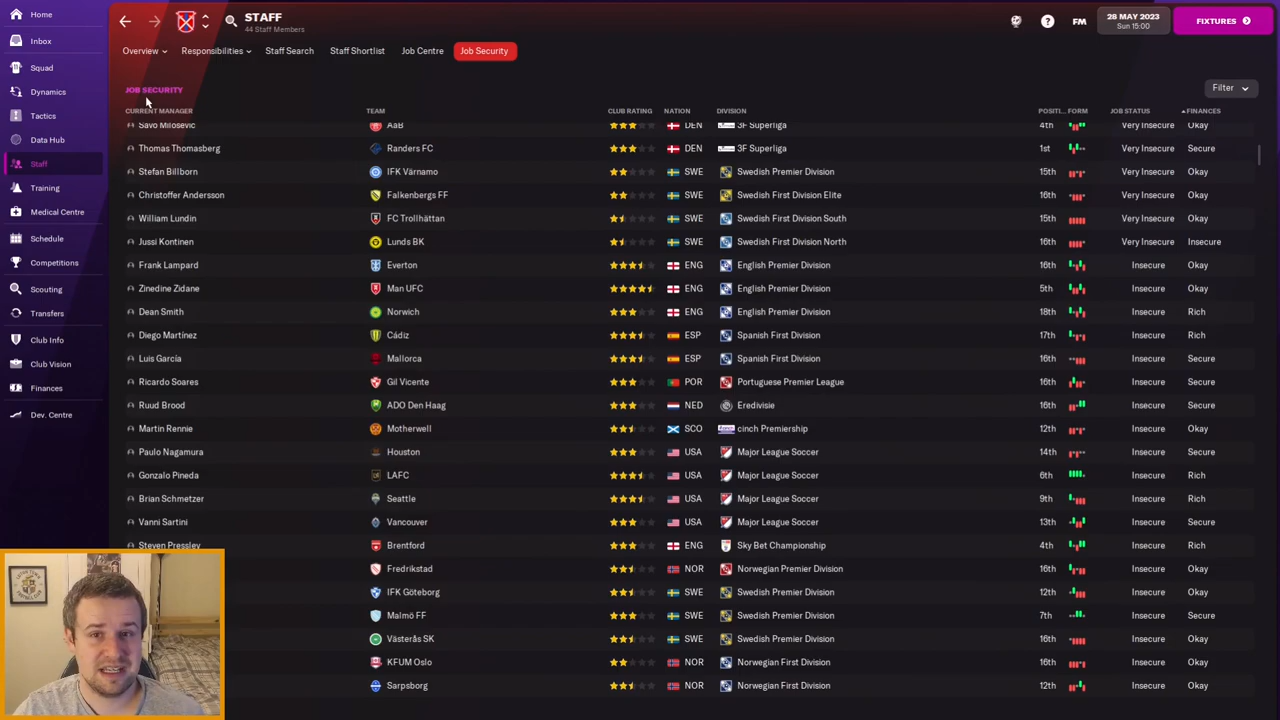 Home
Inbox
Squad
Dynamics
Tactics
Data Hub
Staff
Training
Medical Centre
Schedule
Competitions
Scouting
Transfers
Club Info
Club Vision
Finances
Dev. Centre
STAFF
44 Staff Members
FM
28 MAY 2023
Sun 15:00
FIXTURES
Overview Responsibilities Staff Search Staff Shortlist Job Centre Job Security
JOB SECURITY
Filter
CURRENT MANAGER TEAM CLUB RATING NATION DIVISION POSITI... FORM JOB STATUS FINANCES
Savo Milosevic AaB DEN 3F Superliga 4th Very Insecure Okay
Thomas Thomasberg Randers FC DEN 3F Superliga 1st Very Insecure Secure
Stefan Billborn IFK Värnamo SWE Swedish Premier Division 15th Very Insecure Okay
Christoffer Andersson Falkenbergs FF SWE Swedish First Division Elite 16th Very Insecure Okay
William Lundin FC Trollhättan SWE Swedish First Division South 15th Very Insecure Okay
Jussi Kontinen Lunds BK SWE Swedish First Division North 16th Very Insecure Insecure
Frank Lampard Everton ENG English Premier Division 16th Insecure Okay
Zinedine Zidane Man UFC ENG English Premier Division 5th Insecure Okay
Dean Smith Norwich ENG English Premier Division 18th Insecure Rich
Diego Martínez Cádiz ESP Spanish First Division 17th Insecure Rich
Luis García Mallorca ESP Spanish First Division 16th Insecure Secure
Ricardo Soares Gil Vicente POR Portuguese Premier League 16th Insecure Secure
Ruud Brood ADO Den Haag NED Eredivisie 16th Insecure Secure
Martin Rennie Motherwell SCO cinch Premiership 12th Insecure Okay
Paulo Nagamura Houston USA Major League Soccer 14th Insecure Secure
Gonzalo Pineda LAFC USA Major League Soccer 6th Insecure Rich
Brian Schmetzer Seattle USA Major League Soccer 9th Insecure Rich
Vanni Sartini Vancouver USA Major League Soccer 13th Insecure Secure
Steven Pressley Brentford ENG Sky Bet Championship 4th Insecure Rich
Fredrikstad NOR Norwegian Premier Division 16th Insecure Okay
IFK Göteborg SWE Swedish Premier Division 12th Insecure Okay
Malmö FF SWE Swedish Premier Division 7th Insecure Secure
Västerås SK SWE Swedish Premier Division 16th Insecure Okay
KFUM Oslo NOR Norwegian First Division 16th Insecure Okay
Sarpsborg NOR Norwegian First Division 12th Insecure Okay